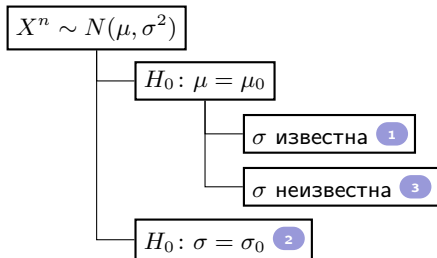 Xⁿ ∼ N(μ, σ²)
H₀: μ = μ₀
σ известна 1
σ неизвестна 3
H₀: σ = σ₀ 2